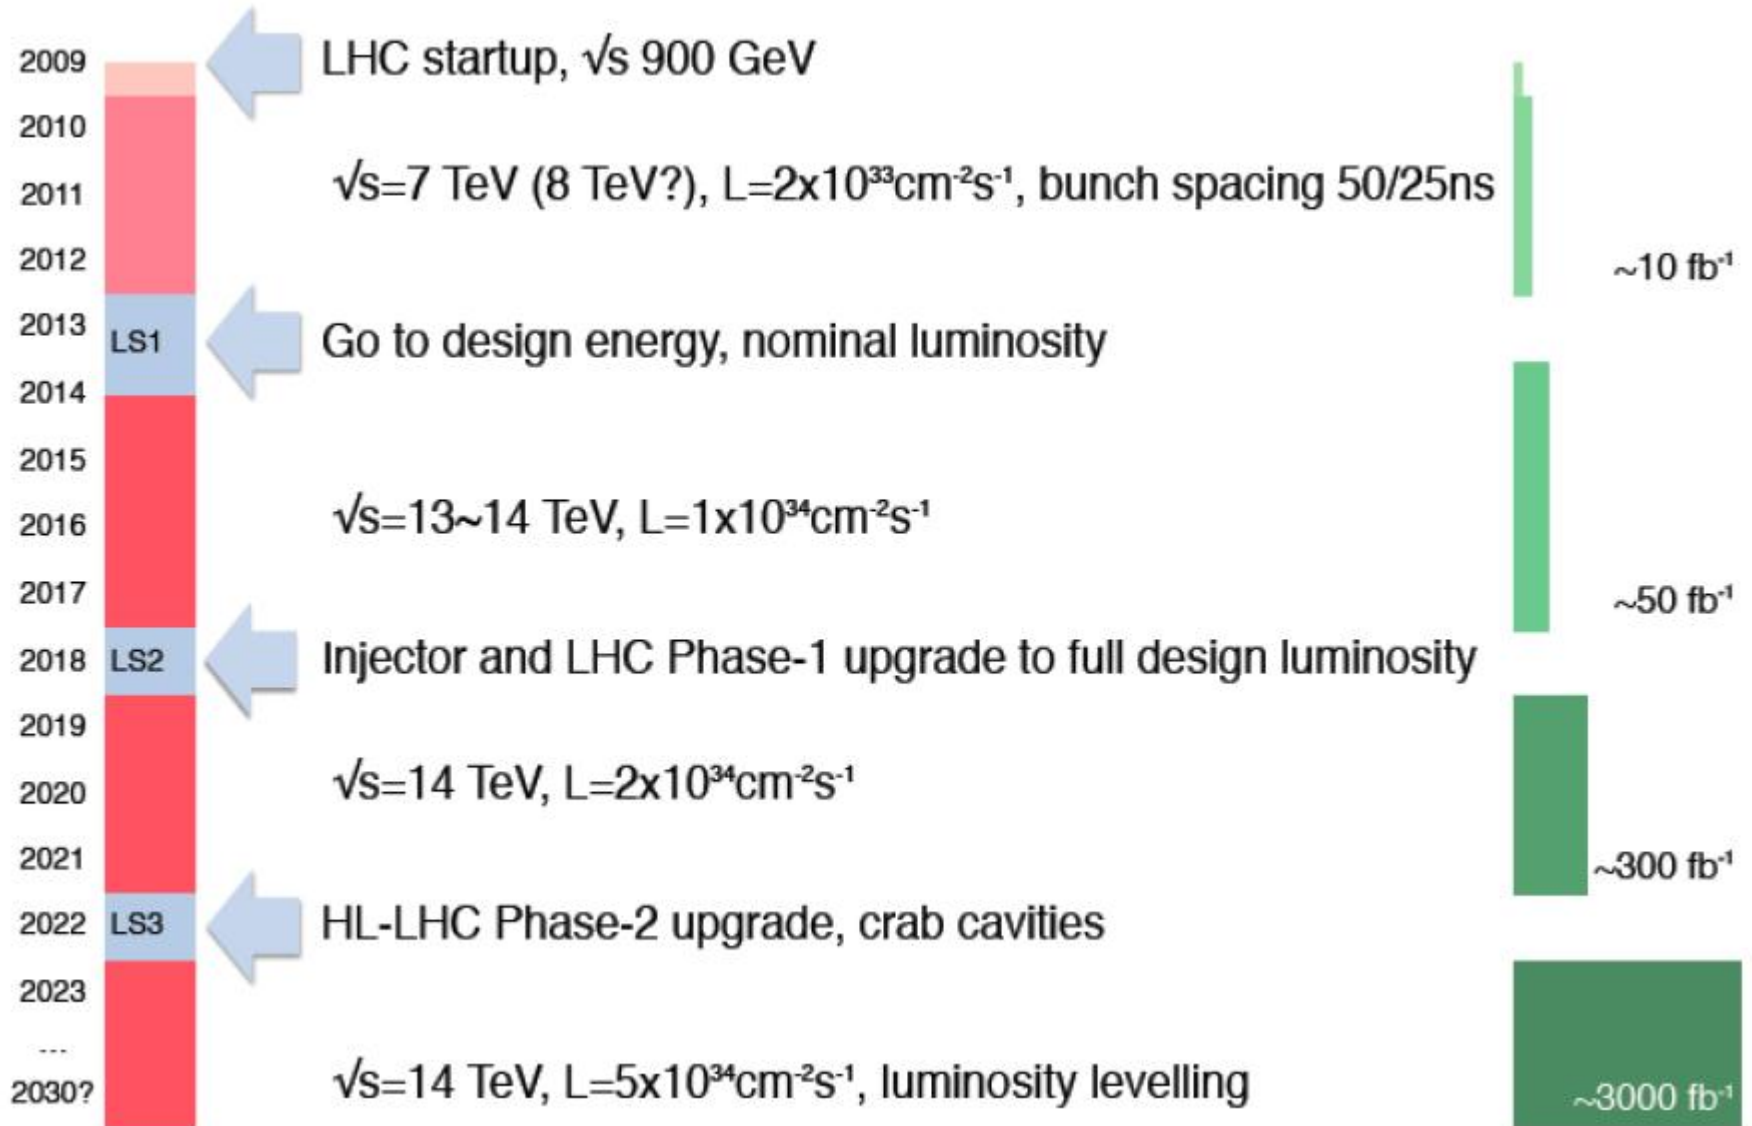 2009
LHC startup, √s 900 GeV
2010
2011
√s=7 TeV (8 TeV?), L=2x10³³cm⁻²s⁻¹, bunch spacing 50/25ns
2012
~10 fb⁻¹
2013
LS1
Go to design energy, nominal luminosity
2014
2015
2016
√s=13~14 TeV, L=1x10³⁴cm⁻²s⁻¹
2017
~50 fb⁻¹
2018
LS2
Injector and LHC Phase-1 upgrade to full design luminosity
2019
2020
√s=14 TeV, L=2x10³⁴cm⁻²s⁻¹
2021
~300 fb⁻¹
2022
LS3
HL-LHC Phase-2 upgrade, crab cavities
2023
---
2030?
√s=14 TeV, L=5x10³⁴cm⁻²s⁻¹, luminosity levelling
~3000 fb⁻¹